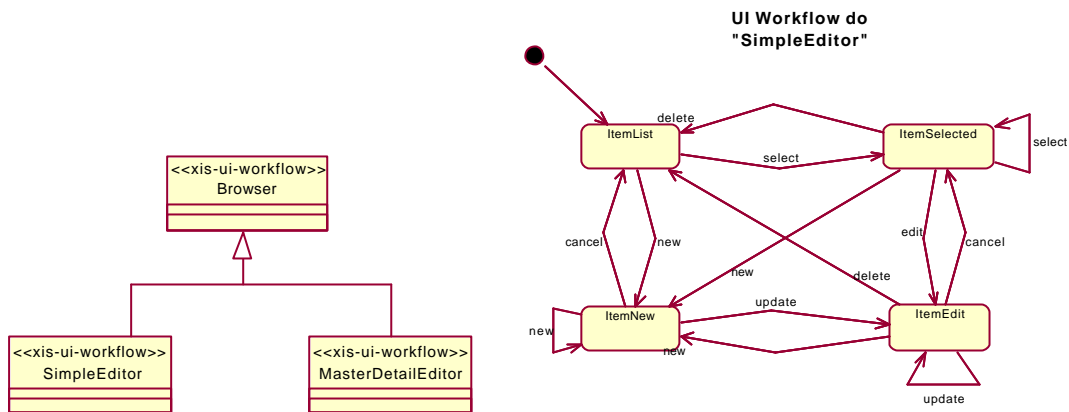 UI Workflow do
"SimpleEditor"
<<xis-ui-workflow>>
Browser
<<xis-ui-workflow>>
SimpleEditor
<<xis-ui-workflow>>
MasterDetailEditor
ItemList
delete
ItemSelected
select
select
cancel
new
edit
cancel
new
delete
ItemNew
update
ItemEdit
new
new
update